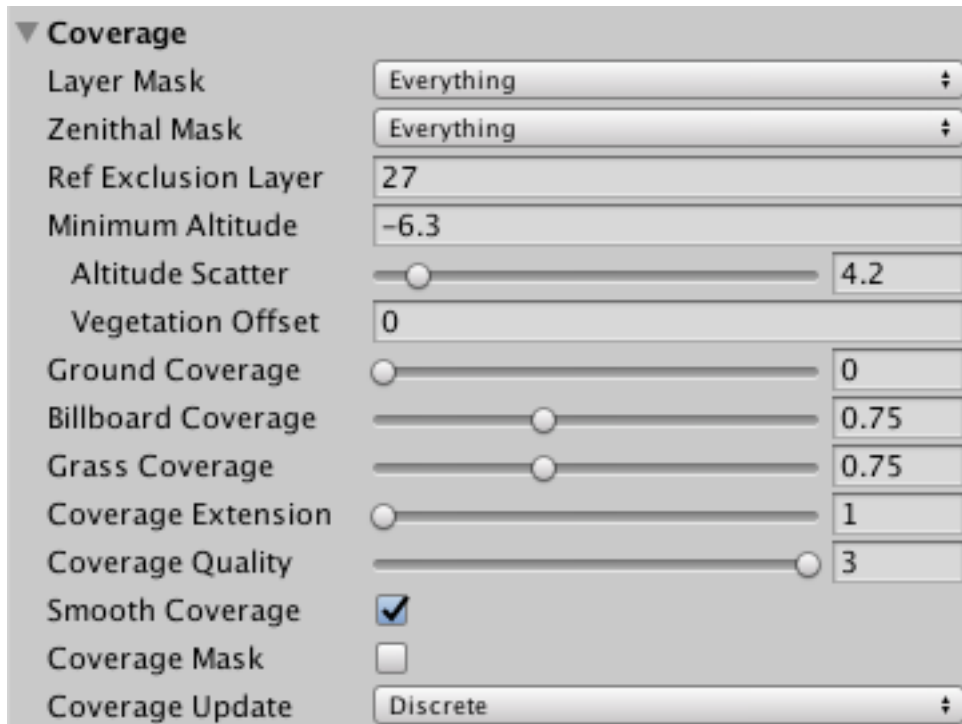 Coverage
Layer Mask Everything
Zenithal Mask Everything
Ref Exclusion Layer 27
Minimum Altitude -6.3
Altitude Scatter 4.2
Vegetation Offset 0
Ground Coverage 0
Billboard Coverage 0.75
Grass Coverage 0.75
Coverage Extension 1
Coverage Quality 3
Smooth Coverage
Coverage Mask
Coverage Update Discrete